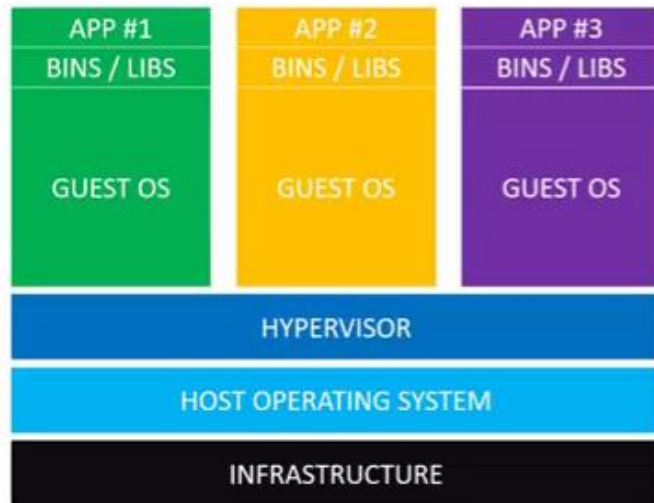 APP #1
BINS / LIBS
GUEST OS
APP #2
BINS / LIBS
GUEST OS
APP #3
BINS / LIBS
GUEST OS
HYPERVISOR
HOST OPERATING SYSTEM
INFRASTRUCTURE